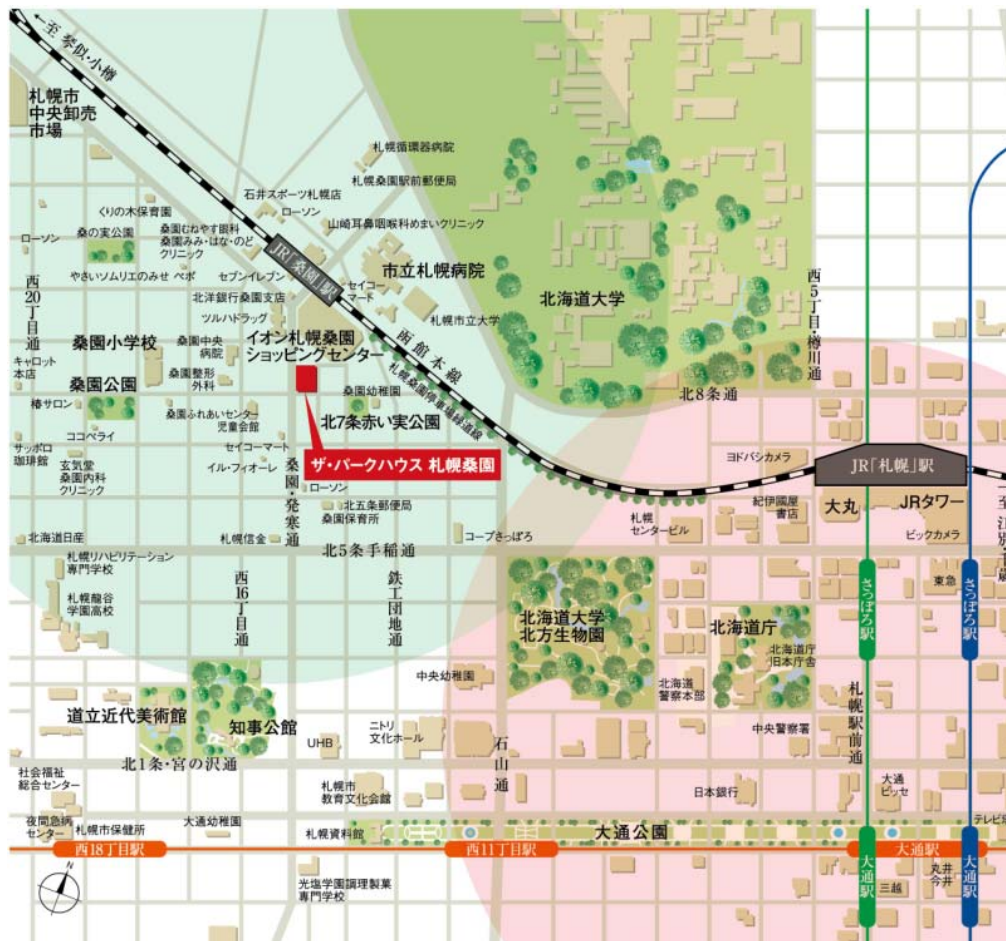 ←至 琴似・小樽
札幌市
中央卸売
市場
札幌循環器病院
札幌桑園駅前郵便局
石井スポーツ札幌店
ローソン
山崎耳鼻咽喉科めまいクリニック
くりの木保育園
桑の実公園
桑園むねやす眼科
桑園みみ・はな・のど
クリニック
ローソン
やさいソムリエのみせ ペポ
セブンイレブン
JR「桑園」駅
セイコー
マート
市立札幌病院
北海道大学
西5丁目・樽川通
西20丁目通
北洋銀行桑園支店
ツルハドラッグ
札幌市立大学
桑園小学校
桑園中央
病院
イオン札幌桑園
ショッピングセンター
函館本線
札幌桑園停車場緑道線
キャロット
本店
桑園公園
桑園整形
外科
桑園幼稚園
北8条通
椿サロン
桑園ふれあいセンター
児童会館
北7条赤い実公園
ココペライ
セイコーマート
サッポロ
珈琲館
玄気堂
桑園内科
クリニック
イル・フィオーレ
桑園・発寒通
ザ・パークハウス 札幌桑園
ヨドバシカメラ
JR「札幌」駅
ローソン
北五条郵便局
桑園保育所
紀伊國屋
書店
大丸
JRタワー
札幌
センタービル
ビックカメラ
北海道日産
札幌信金
コープさっぽろ
北5条手稲通
札幌リハビリテーション
専門学校
西16丁目通
鉄工団地通
さっぽろ駅
東急
さっぽろ駅
札幌龍谷
学園高校
北海道大学
北方生物園
北海道庁
北海道庁
旧本庁舎
中央幼稚園
北海道
警察本部
札幌駅前通
道立近代美術館
知事公館
UHB
ニトリ
文化ホール
石山通
中央警察署
北1条・宮の沢通
社会福祉
総合センター
札幌市
教育文化会館
日本銀行
大通
ビッセ
夜間急病
センター
札幌市保健所
大通幼稚園
札幌資料館
大通公園
西18丁目駅
西11丁目駅
大通駅
大通駅
大通駅
丸井
今井
三越
光塩学園調理製菓
専門学校
N